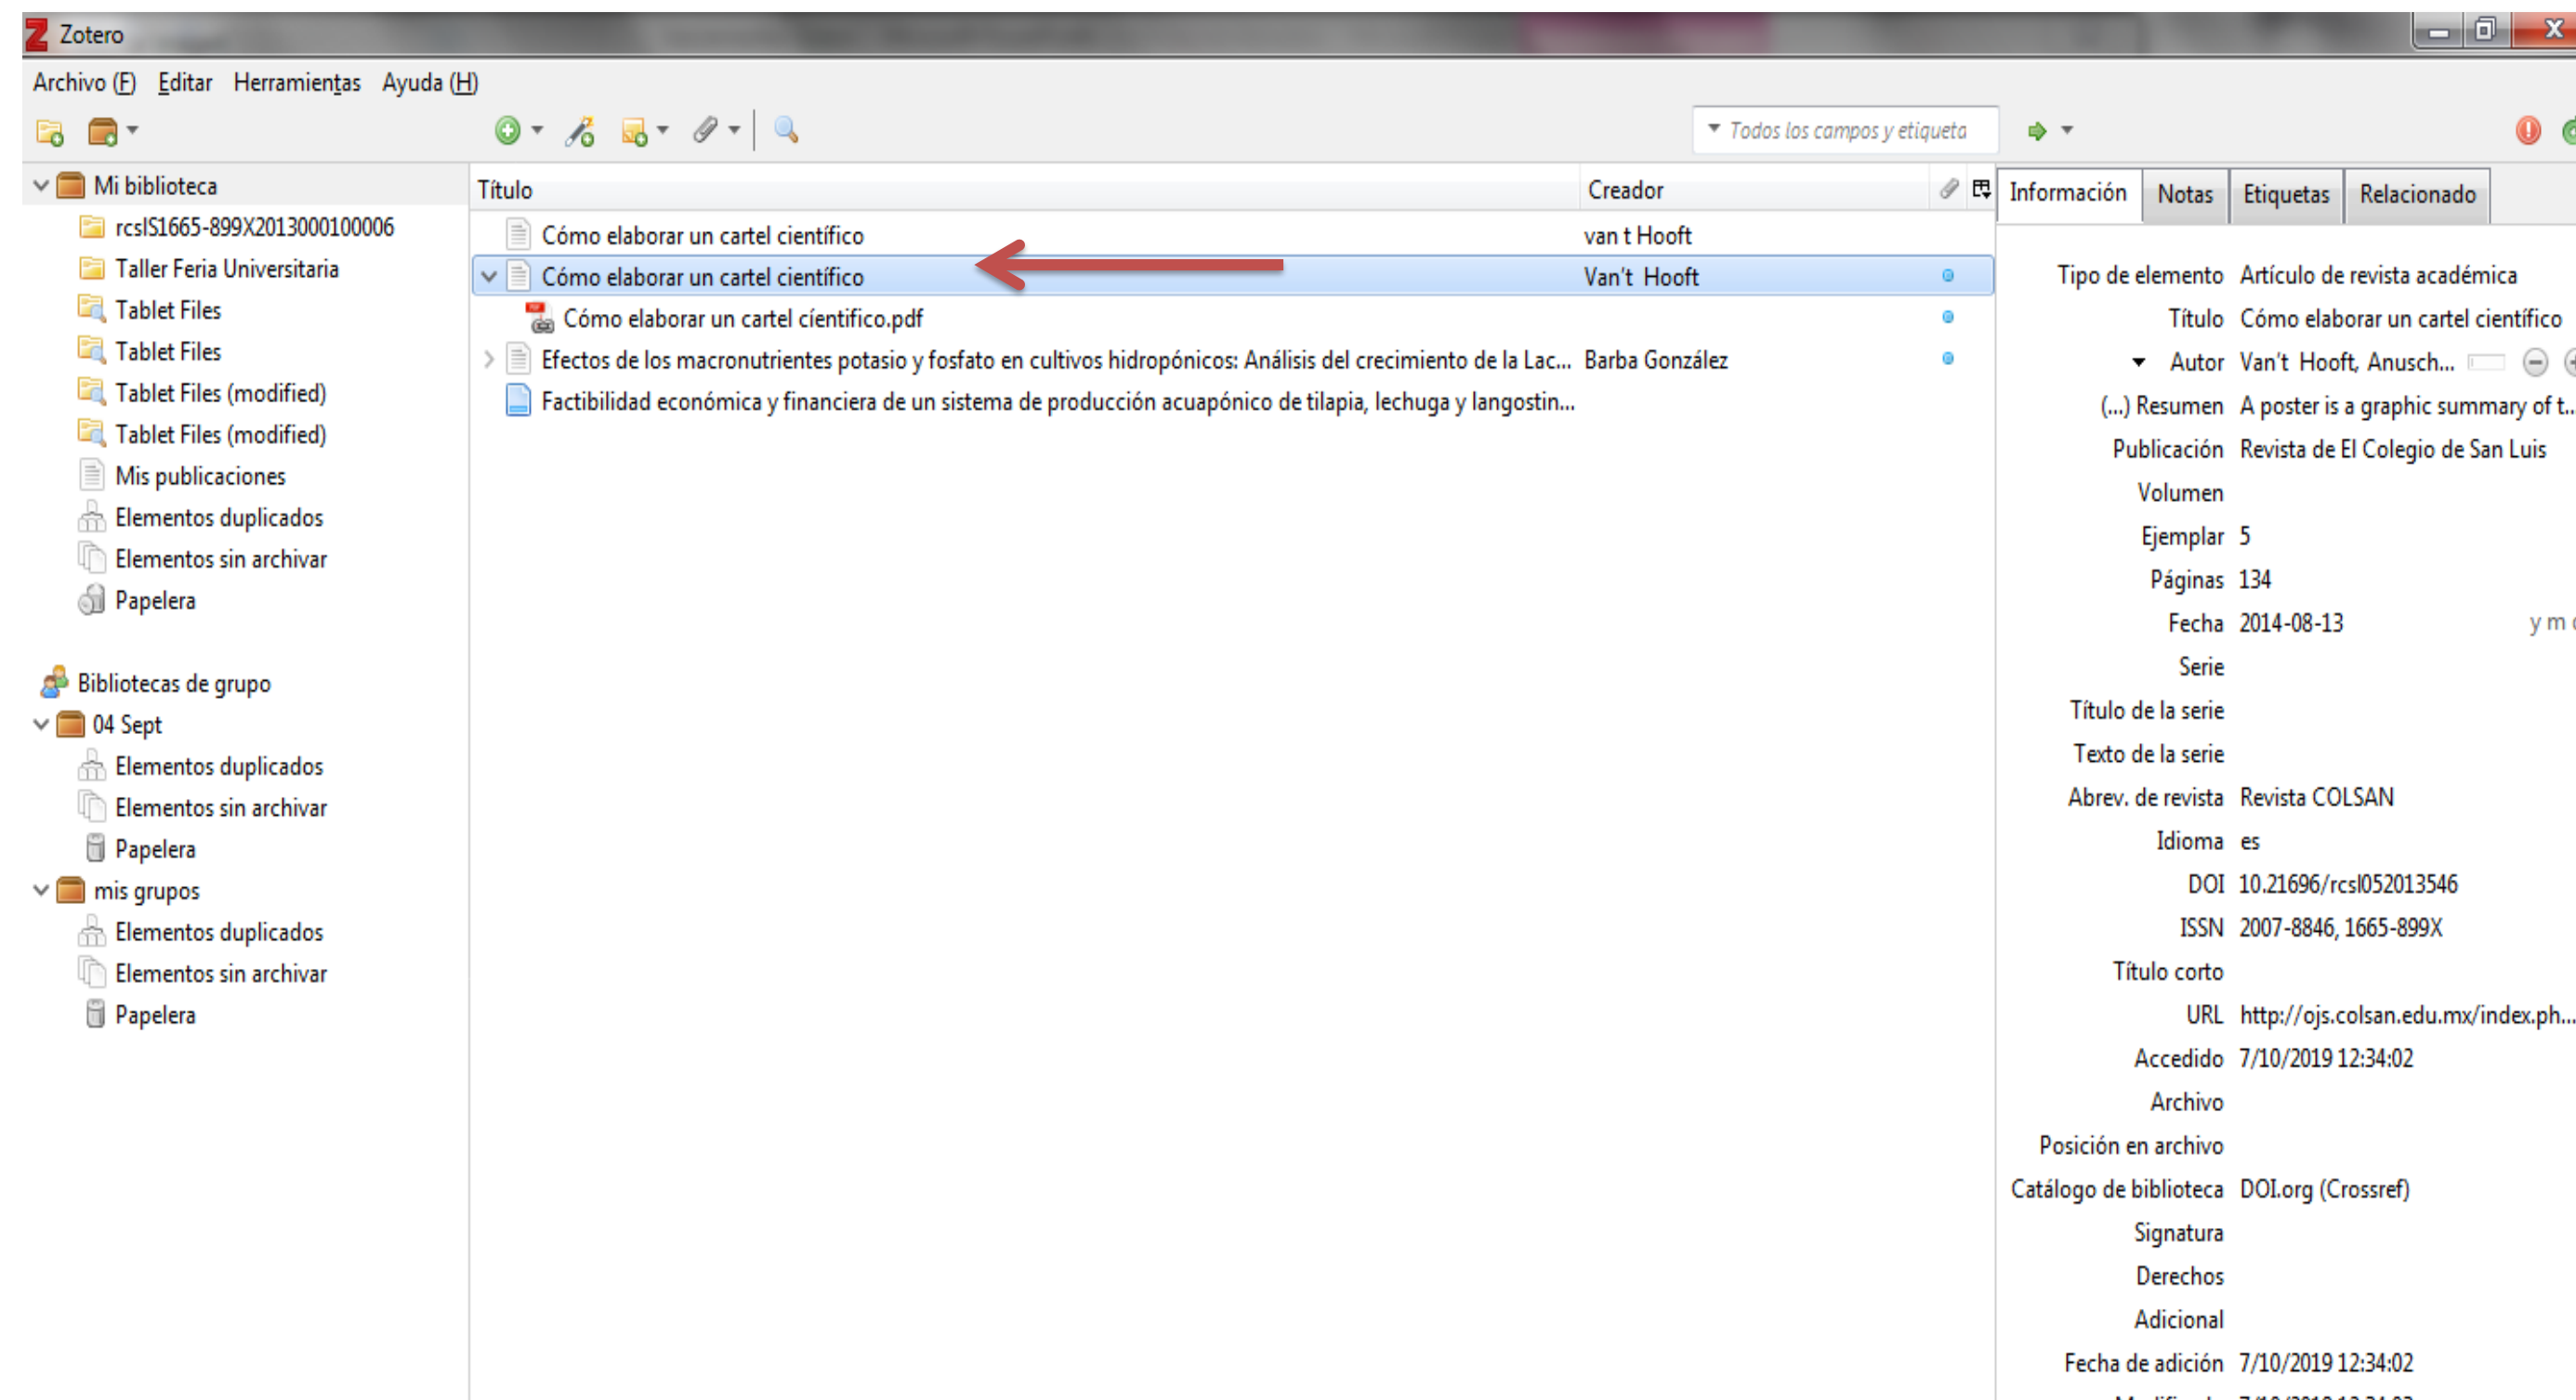 Zotero
Archivo (F) Editar Herramientas Ayuda (H)
Todos los campos y etiqueta
Mi biblioteca
rcslS1665-899X2013000100006
Taller Feria Universitaria
Tablet Files
Tablet Files
Tablet Files (modified)
Tablet Files (modified)
Mis publicaciones
Elementos duplicados
Elementos sin archivar
Papelera
Bibliotecas de grupo
04 Sept
Elementos duplicados
Elementos sin archivar
Papelera
mis grupos
Elementos duplicados
Elementos sin archivar
Papelera
Título Creador
Cómo elaborar un cartel científico van t Hooft
Cómo elaborar un cartel científico Van't Hooft
Cómo elaborar un cartel científico.pdf
Efectos de los macronutrientes potasio y fosfato en cultivos hidropónicos: Análisis del crecimiento de la Lac... Barba González
Factibilidad económica y financiera de un sistema de producción acuapónico de tilapia, lechuga y langostin...
Información Notas Etiquetas Relacionado
Tipo de elemento Artículo de revista académica
Título Cómo elaborar un cartel científico
Autor Van't Hooft, Anusch...
(...) Resumen A poster is a graphic summary of t...
Publicación Revista de El Colegio de San Luis
Volumen
Ejemplar 5
Páginas 134
Fecha 2014-08-13 y m
Serie
Título de la serie
Texto de la serie
Abrev. de revista Revista COLSAN
Idioma es
DOI 10.21696/rcsl052013546
ISSN 2007-8846, 1665-899X
Título corto
URL http://ojs.colsan.edu.mx/index.ph...
Accedido 7/10/2019 12:34:02
Archivo
Posición en archivo
Catálogo de biblioteca DOI.org (Crossref)
Signatura
Derechos
Adicional
Fecha de adición 7/10/2019 12:34:02